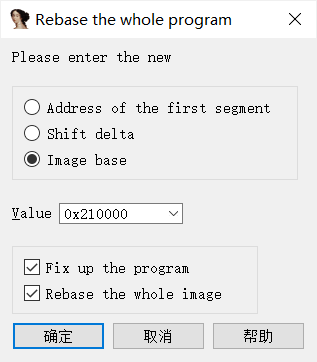 Rebase the whole program
Please enter the new
Address of the first segment
Shift delta
Image base
Value 0x210000
Fix up the program
Rebase the whole image
确定 取消 帮助